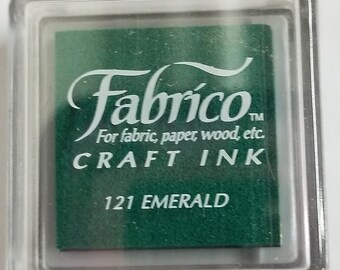 Fabrico™
For fabric, paper, wood, etc.
CRAFT INK
121 EMERALD